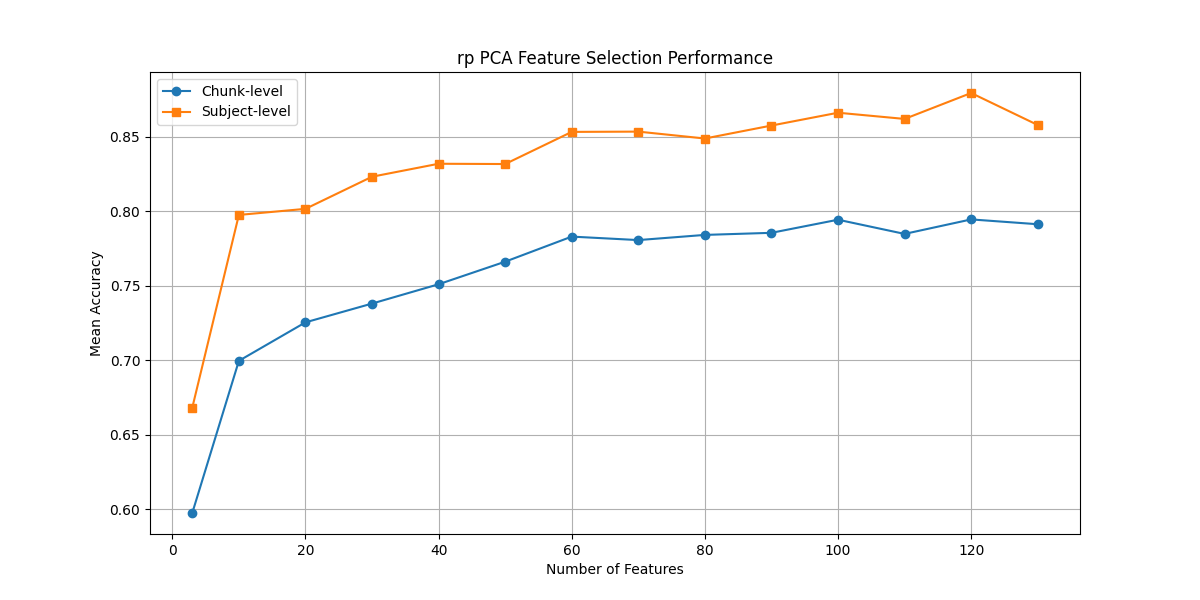 rp PCA Feature Selection Performance
Chunk-level
Subject-level
Mean Accuracy
0.85
0.80
0.75
0.70
0.65
0.60
0 20 40 60 80 100 120
Number of Features